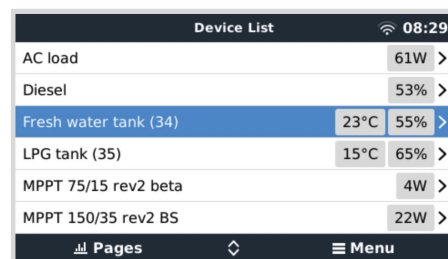 Device List 08:29
AC load 61W
Diesel 53%
Fresh water tank (34) 23°C 55%
LPG tank (35) 15°C 65%
MPPT 75/15 rev2 beta 4W
MPPT 150/35 rev2 BS 22W
Pages Menu